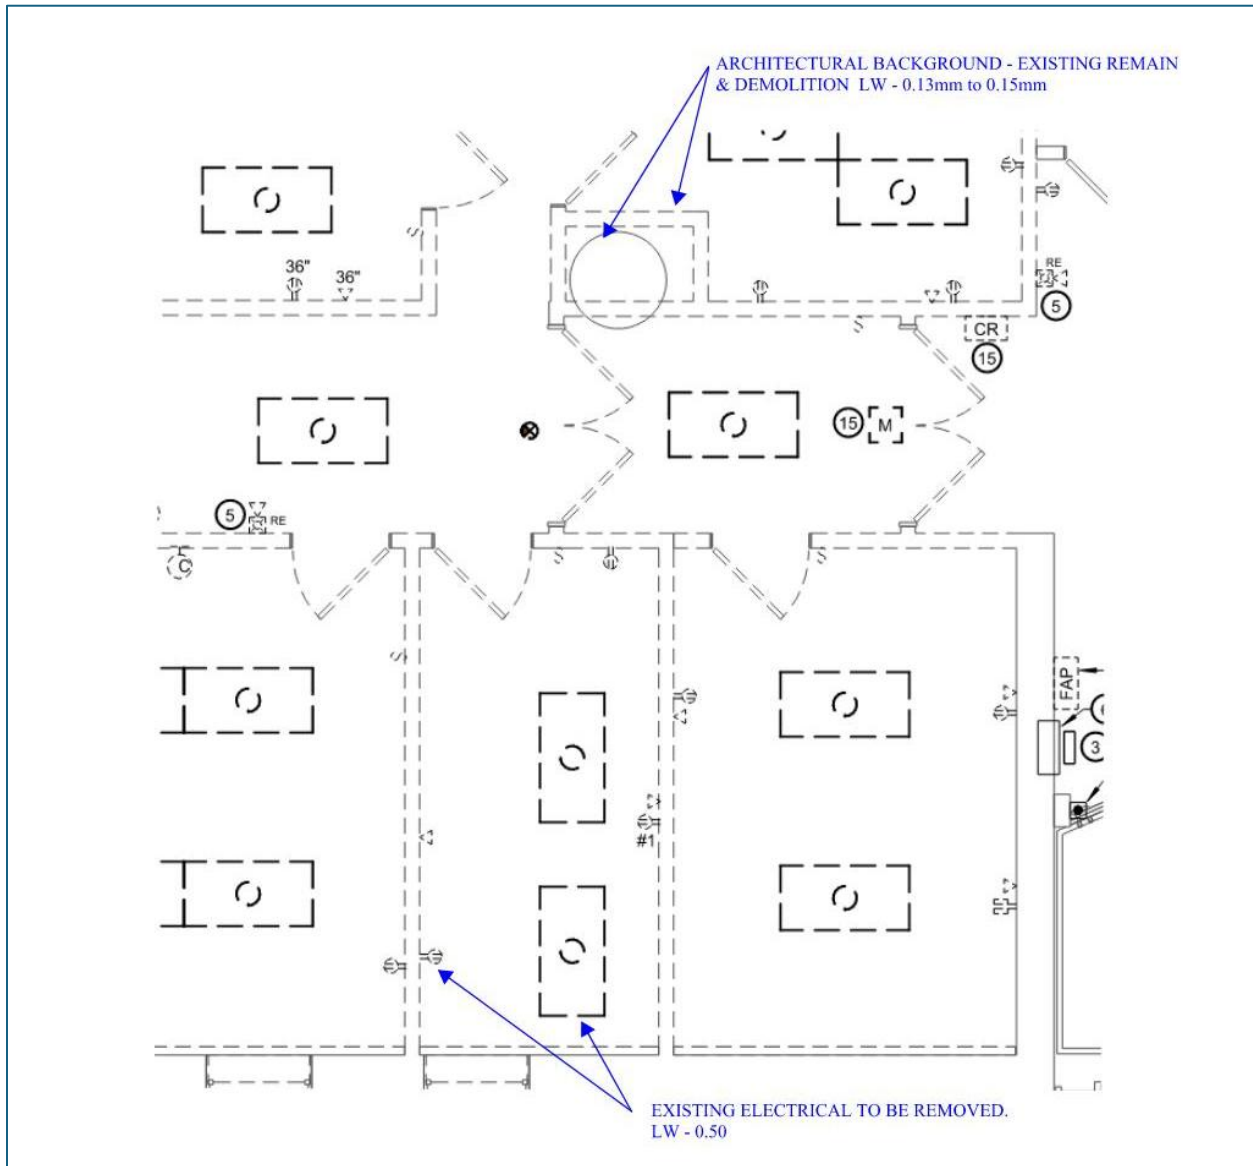 ARCHITECTURAL BACKGROUND - EXISTING REMAIN
& DEMOLITION LW - 0.13mm to 0.15mm
36"
36"
RE
5
CR
15
15
M
5
RE
C
FAP
3
#1
EXISTING ELECTRICAL TO BE REMOVED.
LW - 0.50